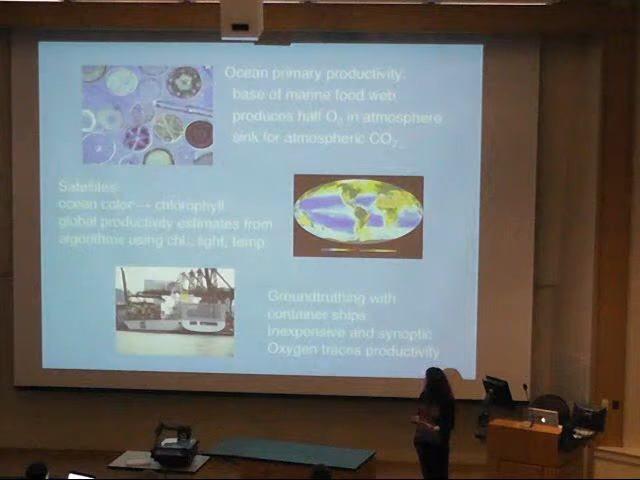 Ocean primary productivity:
base of marine food web
produces half O2 in atmosphere
sink for atmospheric CO2
Satellites:
ocean color → chlorophyll
global productivity estimates from
algorithms using chl., light, temp.
Groundtruthing with
container ships
Inexpensive and synoptic
Oxygen traces productivity